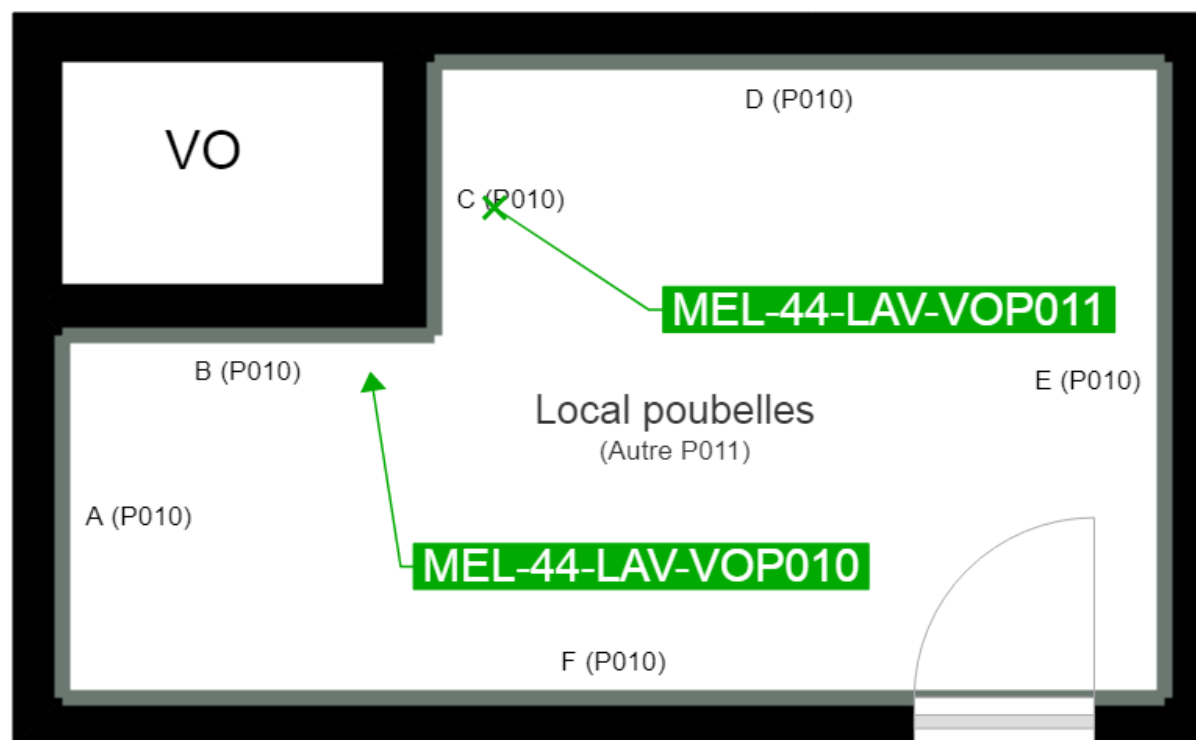 VO
D (P010)
C (P010)
MEL-44-LAV-VOP011
B (P010)
E (P010)
Local poubelles
(Autre P011)
A (P010)
MEL-44-LAV-VOP010
F (P010)